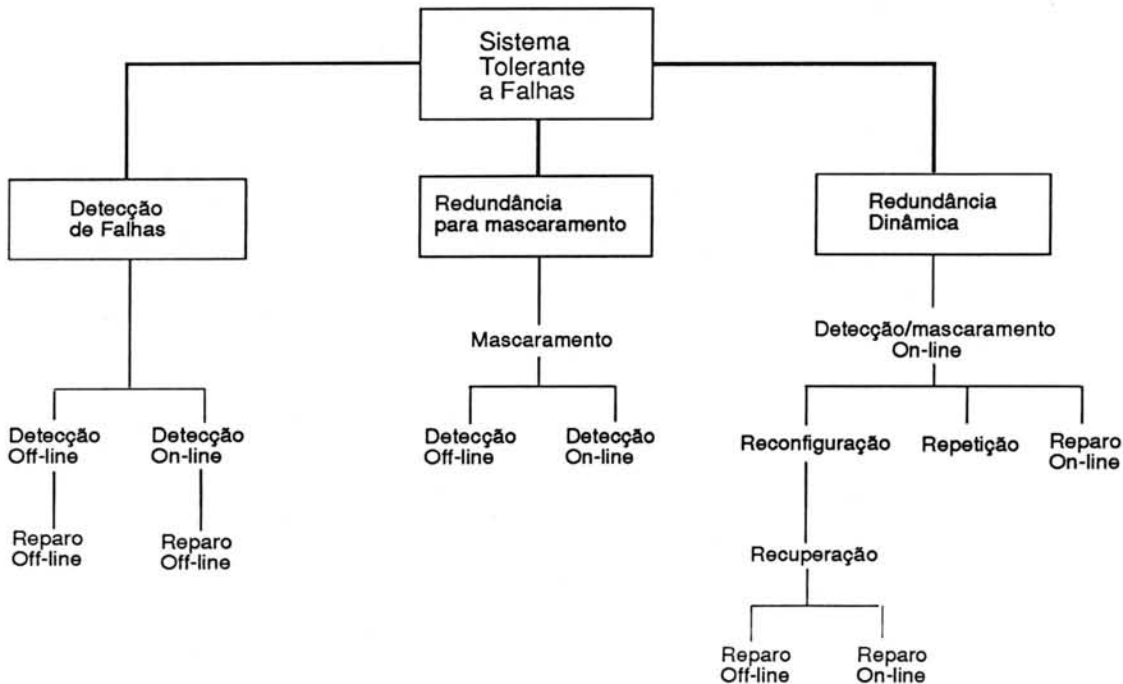 Sistema
Tolerante
a Falhas
Detecção
de Falhas
Redundância
para mascaramento
Redundância
Dinâmica
Mascaramento
Detecção/mascaramento
On-line
Detecção
Off-line
Detecção
On-line
Detecção
Off-line
Detecção
On-line
Reconfiguração
Repetição
Reparo
On-line
Reparo
Off-line
Reparo
Off-line
Recuperação
Reparo
Off-line
Reparo
On-line